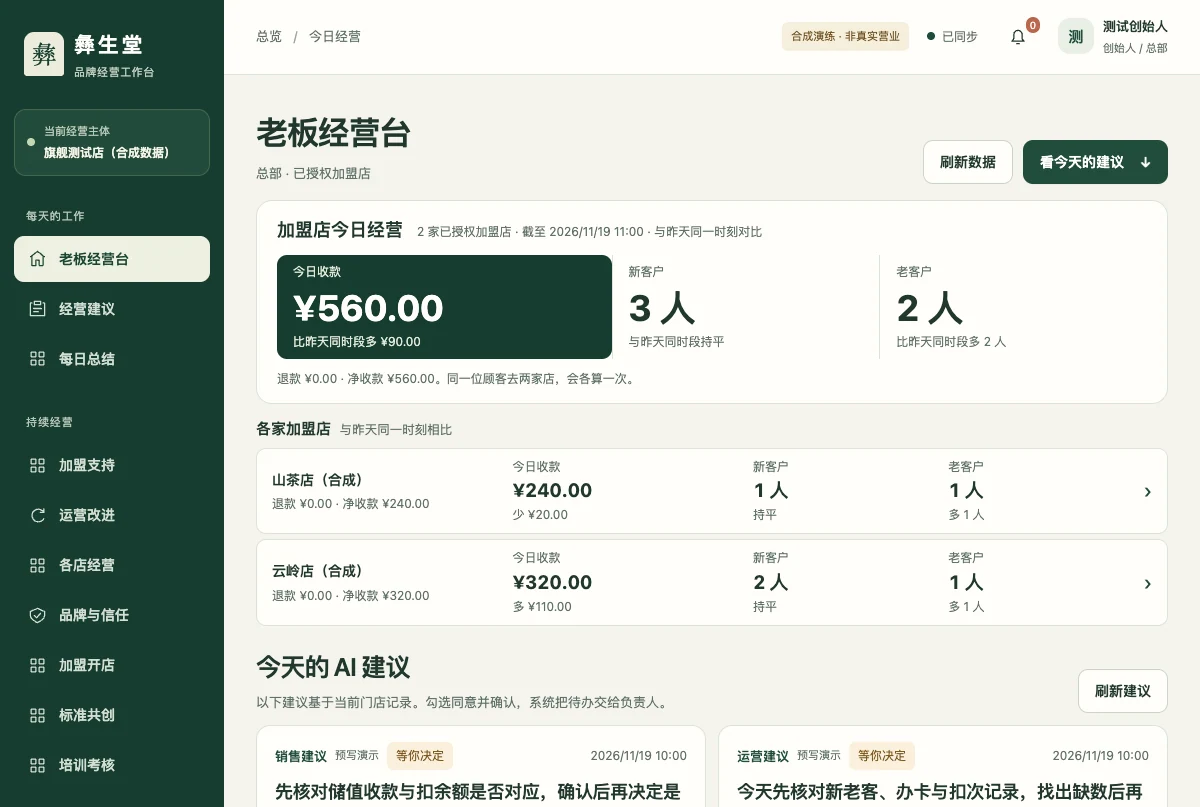 彝
彝生堂
品牌经营工作台
当前经营主体
旗舰测试店（合成数据）
每天的工作
老板经营台
经营建议
每日总结
持续经营
加盟支持
运营改进
各店经营
品牌与信任
加盟开店
标准共创
培训考核
总览 / 今日经营
合成演练 · 非真实营业
已同步
0
测
测试创始人
创始人 / 总部
老板经营台
总部 · 已授权加盟店
刷新数据
看今天的建议 ↓
加盟店今日经营 2 家已授权加盟店 · 截至 2026/11/19 11:00 · 与昨天同一时刻对比
今日收款
¥560.00
比昨天同时段多 ¥90.00
新客户
3 人
与昨天同时段持平
老客户
2 人
比昨天同时段多 2 人
退款 ¥0.00 · 净收款 ¥560.00。同一位顾客去两家店，会各算一次。
各家加盟店 与昨天同一时刻相比
山茶店（合成）
退款 ¥0.00 · 净收款 ¥240.00
今日收款
¥240.00
少 ¥20.00
新客户
1 人
持平
老客户
1 人
多 1 人
云岭店（合成）
退款 ¥0.00 · 净收款 ¥320.00
今日收款
¥320.00
多 ¥110.00
新客户
2 人
持平
老客户
1 人
多 1 人
今天的 AI 建议
以下建议基于当前门店记录。勾选同意并确认，系统把待办交给负责人。
刷新建议
销售建议 预写演示 等你决定 2026/11/19 10:00
先核对储值收款与扣余额是否对应，确认后再决定是
运营建议 预写演示 等你决定 2026/11/19 10:00
今天先核对新老客、办卡与扣次记录，找出缺数后再